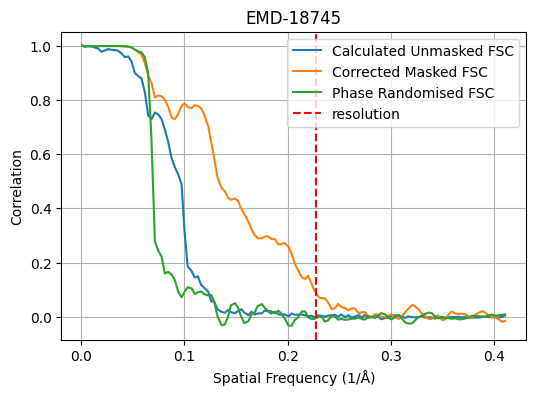 EMD-18745
Calculated Unmasked FSC
Corrected Masked FSC
Phase Randomised FSC
resolution
Correlation
1.0
0.8
0.6
0.4
0.2
0.0
0.0
0.1
0.2
0.3
0.4
Spatial Frequency (1/Å)